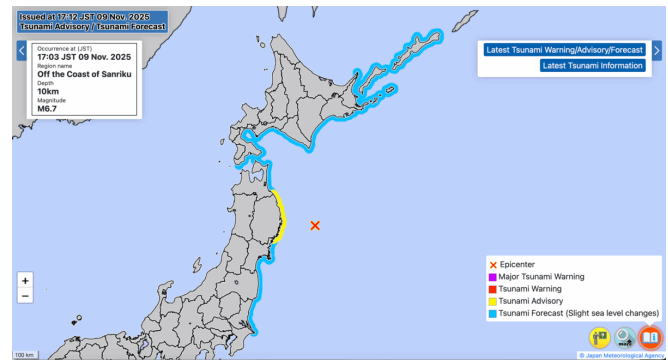 Issued at 17:12 JST 09 Nov. 2025
Tsunami Advisory / Tsunami Forecast
Occurrence at (JST)
17:03 JST 09 Nov. 2025
Region name
Off the Coast of Sanriku
Depth
10km
Magnitude
M6.7
Latest Tsunami Warning/Advisory/Forecast
Latest Tsunami Information
Epicenter
Major Tsunami Warning
Tsunami Warning
Tsunami Advisory
Tsunami Forecast (Slight sea level changes)
+
−
100 km
© Japan Meteorological Agency